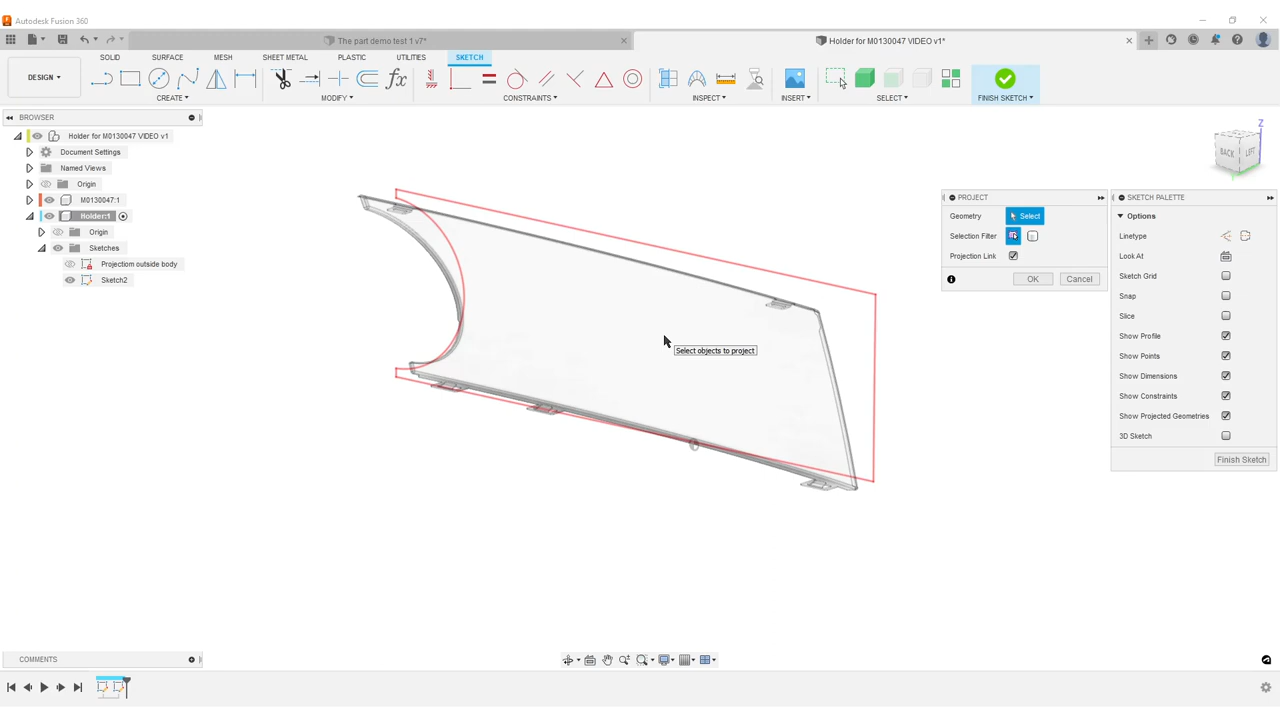 Autodesk Fusion 360
The part demo test 1 v7*
Holder for M0130047 VIDEO v1*
DESIGN
SOLID SURFACE MESH SHEET METAL PLASTIC UTILITIES SKETCH
CREATE MODIFY CONSTRAINTS INSPECT INSERT SELECT FINISH SKETCH
BROWSER
Holder for M0130047 VIDEO v1
Document Settings
Named Views
Origin
M0130047:1
Holder:1
Origin
Sketches
Projection outside body
Sketch2
Select objects to project
PROJECT
Geometry Select
Selection Filter
Projection Link
OK Cancel
SKETCH PALETTE
Options
Linetype
Look At
Sketch Grid
Snap
Slice
Show Profile
Show Points
Show Dimensions
Show Constraints
Show Projected Geometries
3D Sketch
Finish Sketch
Z
BACK LEFT
COMMENTS